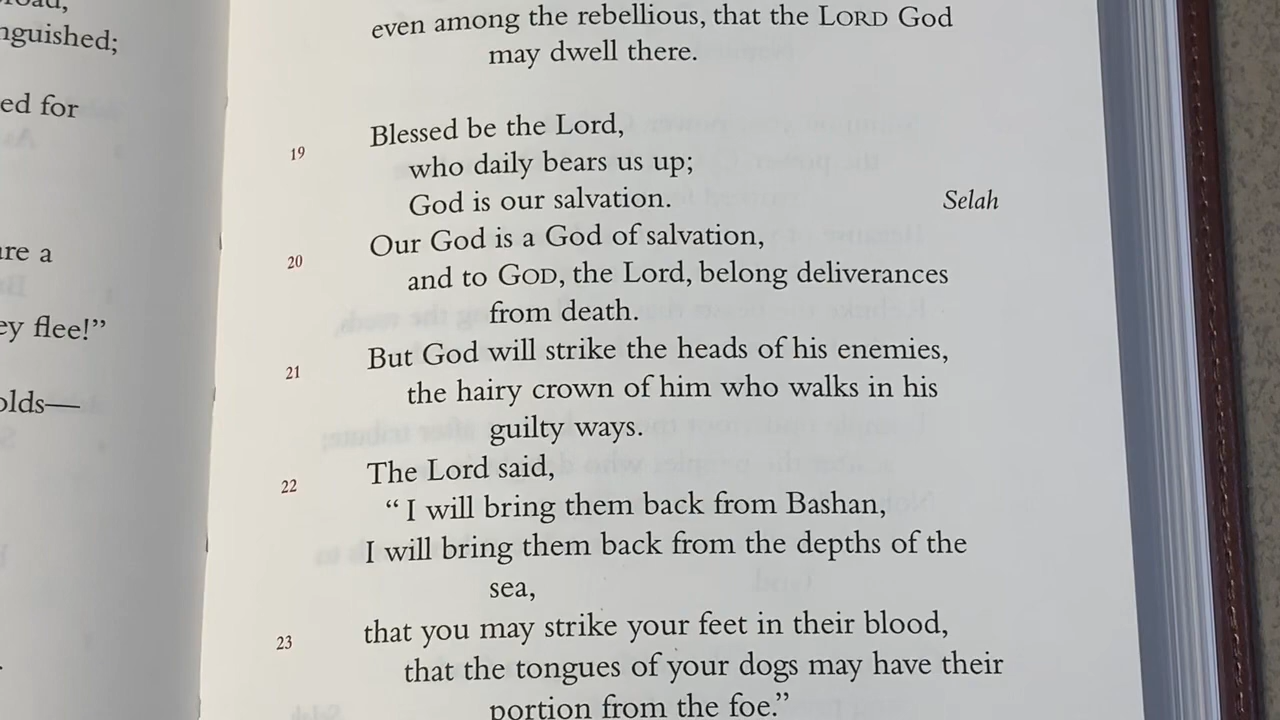 nguished;
ed for
are a
ey flee!”
olds—
even among the rebellious, that the LORD God
may dwell there.
19 Blessed be the Lord,
who daily bears us up;
God is our salvation. Selah
20 Our God is a God of salvation,
and to GOD, the Lord, belong deliverances
from death.
21 But God will strike the heads of his enemies,
the hairy crown of him who walks in his
guilty ways.
22 The Lord said,
“ I will bring them back from Bashan,
I will bring them back from the depths of the
sea,
23 that you may strike your feet in their blood,
that the tongues of your dogs may have their
portion from the foe.”